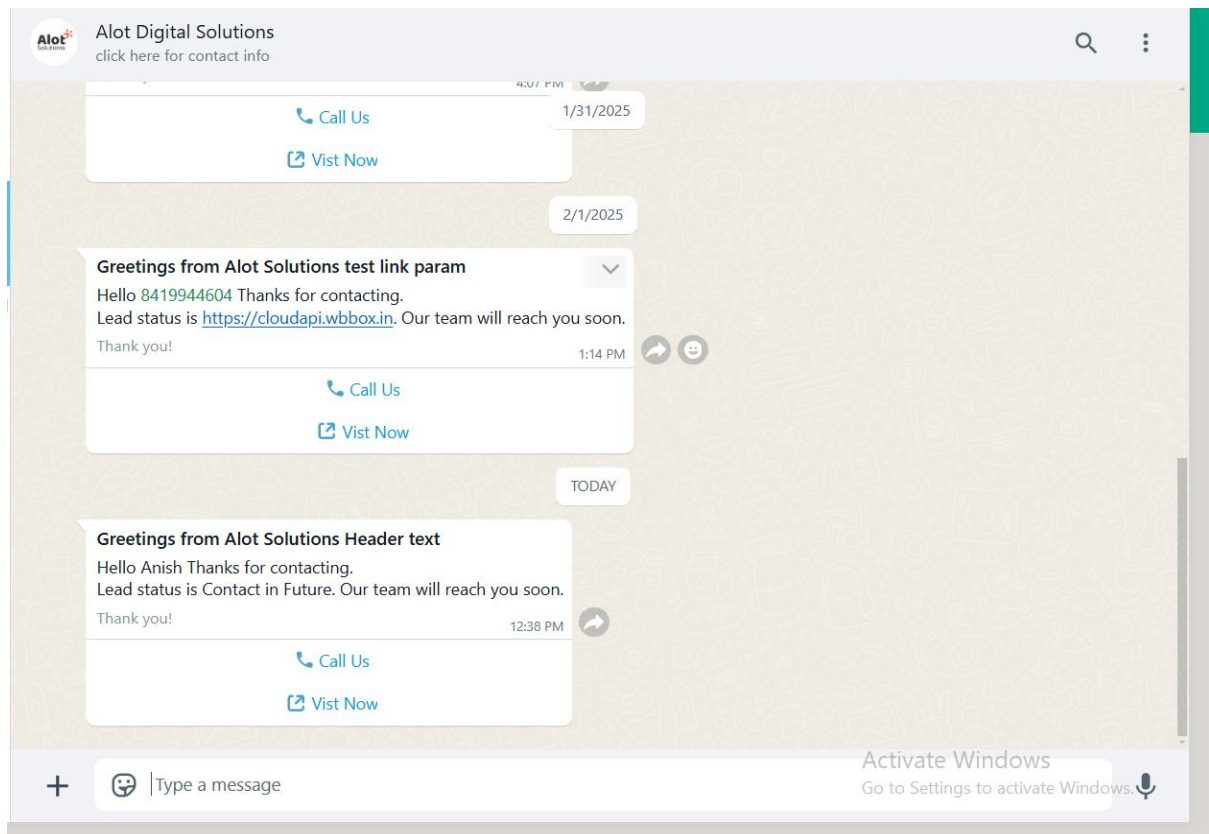 Alot
Solutions
Alot Digital Solutions
click here for contact info
4:07 PM
Call Us
1/31/2025
Vist Now
2/1/2025
Greetings from Alot Solutions test link param
Hello 8419944604 Thanks for contacting.
Lead status is https://cloudapi.wbbox.in. Our team will reach you soon.
Thank you!
1:14 PM
Call Us
Vist Now
TODAY
Greetings from Alot Solutions Header text
Hello Anish Thanks for contacting.
Lead status is Contact in Future. Our team will reach you soon.
Thank you!
12:38 PM
Call Us
Vist Now
Type a message
Activate Windows
Go to Settings to activate Windows.